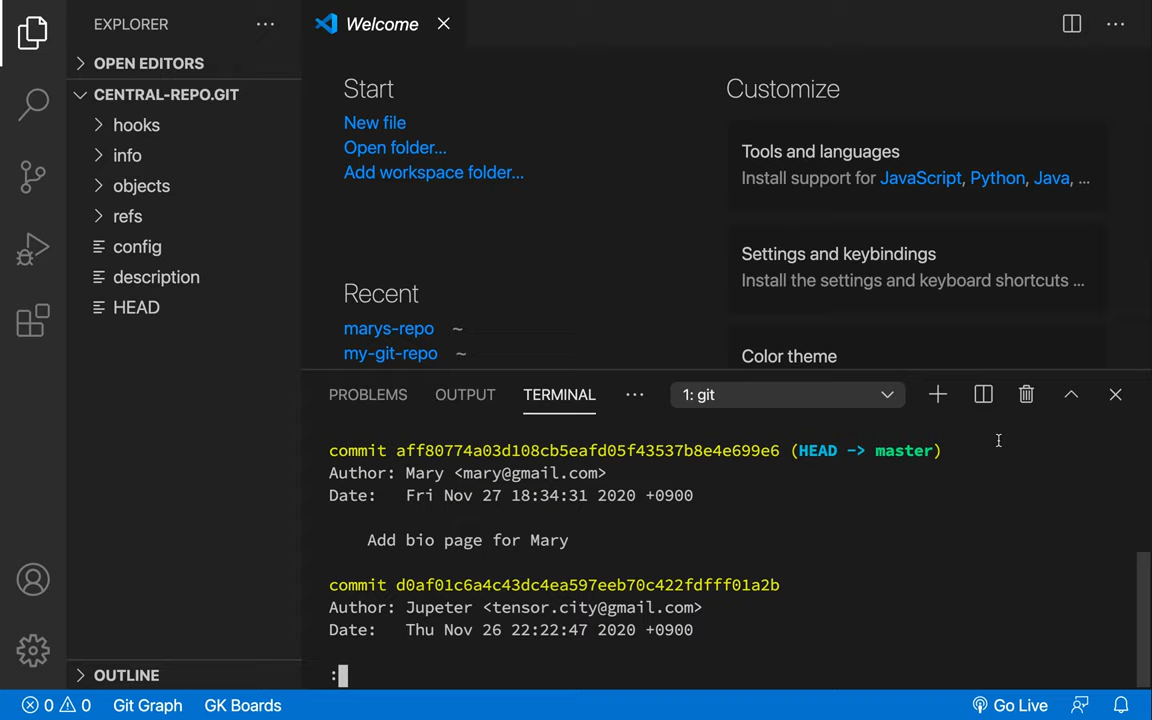 EXPLORER
Welcome
OPEN EDITORS
CENTRAL-REPO.GIT
hooks
info
objects
refs
config
description
HEAD
OUTLINE
Start
New file
Open folder...
Add workspace folder...
Recent
marys-repo ~
my-git-repo ~
Customize
Tools and languages
Install support for JavaScript, Python, Java, ...
Settings and keybindings
Install the settings and keyboard shortcuts ...
Color theme
PROBLEMS OUTPUT TERMINAL 1: git
commit aff80774a03d108cb5eafd05f43537b8e4e699e6 (HEAD -> master)
Author: Mary <mary@gmail.com>
Date: Fri Nov 27 18:34:31 2020 +0900
Add bio page for Mary
commit d0af01c6a4c43dc4ea597eeb70c422fdfff01a2b
Author: Jupeter <tensor.city@gmail.com>
Date: Thu Nov 26 22:22:47 2020 +0900
:
0 0 Git Graph GK Boards Go Live